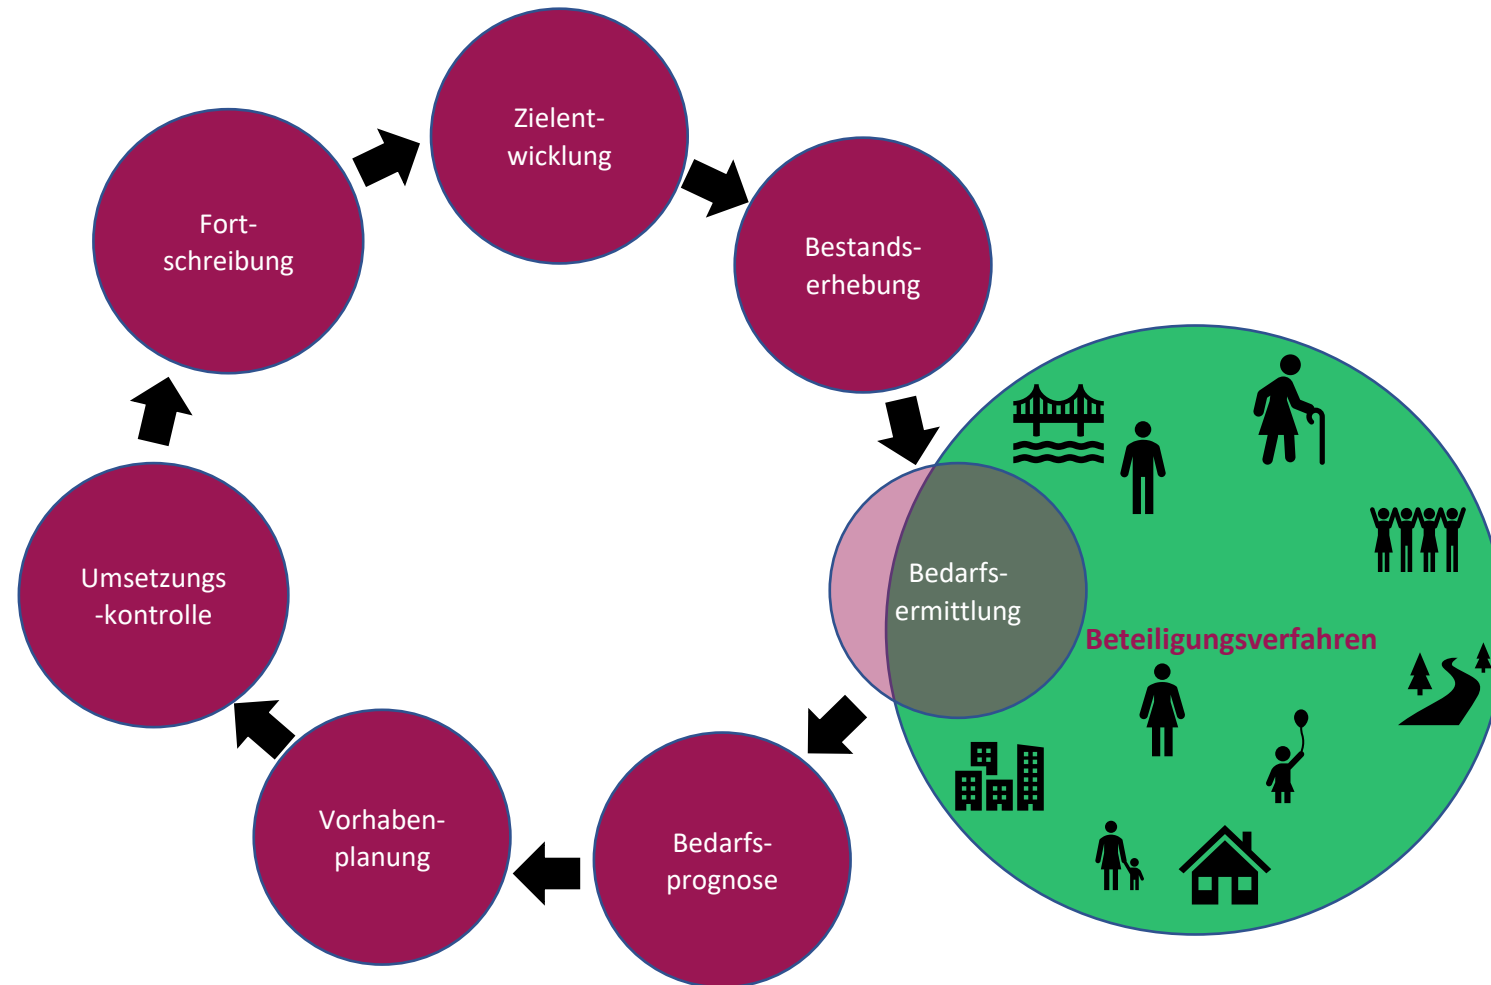 Zielent-
wicklung
Bestands-
erhebung
Bedarfs-
ermittlung
Beteiligungsverfahren
Bedarfs-
prognose
Vorhaben-
planung
Umsetzungs
-kontrolle
Fort-
schreibung